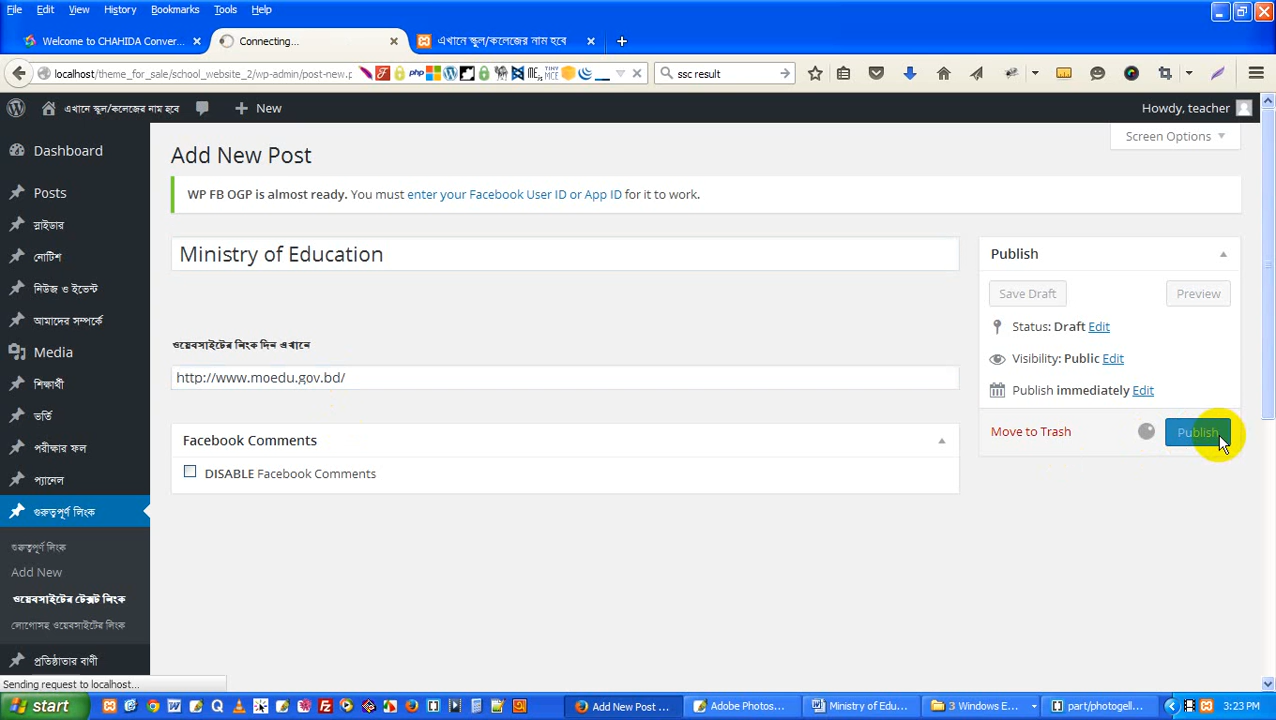 File Edit View History Bookmarks Tools Help
Welcome to CHAHIDA Conver...
Connecting...
এখানে স্কুল/কলেজের নাম হবে
localhost/theme_for_sale/school_website_2/wp-admin/post-new.p
ssc result
এখানে স্কুল/কলেজের নাম হবে
New
Howdy, teacher
Screen Options
Dashboard
Posts
স্লাইডার
নোটিশ
নিউজ ও ইভেন্ট
আমাদের সম্পর্কে
Media
শিক্ষার্থী
ভর্তি
পরীক্ষার ফল
প্যানেল
গুরুত্বপূর্ণ লিংক
গুরুত্বপূর্ণ লিংক
Add New
ওয়েবসাইটের টেক্সট লিংক
লোগোসহ ওয়েবসাইটের লিংক
প্রতিষ্ঠাতার বাণী
Add New Post
WP FB OGP is almost ready. You must enter your Facebook User ID or App ID for it to work.
Ministry of Education
ওয়েবসাইটের লিংক দিন এখানে
http://www.moedu.gov.bd/
Facebook Comments
DISABLE Facebook Comments
Publish
Save Draft
Preview
Status: Draft Edit
Visibility: Public Edit
Publish immediately Edit
Move to Trash
Publish
Sending request to localhost...
start
Add New Post ...
Adobe Photos...
Ministry of Edu...
3 Windows E...
part/photogell...
3:23 PM